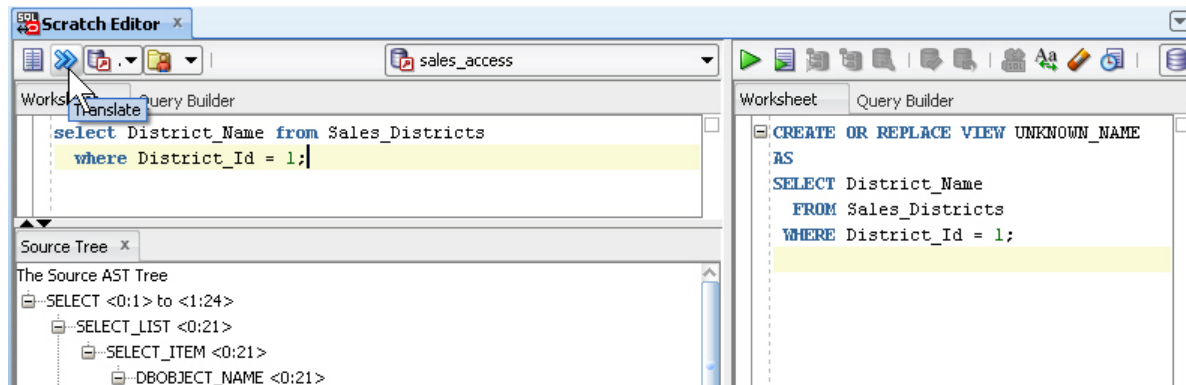 Scratch Editor
sales_access
Worksheet Query Builder
Translate
select District_Name from Sales_Districts
where District_Id = 1;
Source Tree
The Source AST Tree
SELECT <0:1> to <1:24>
SELECT_LIST <0:21>
SELECT_ITEM <0:21>
DBOBJECT_NAME <0:21>
Worksheet Query Builder
CREATE OR REPLACE VIEW UNKNOWN_NAME
AS
SELECT District_Name
FROM Sales_Districts
WHERE District_Id = 1;